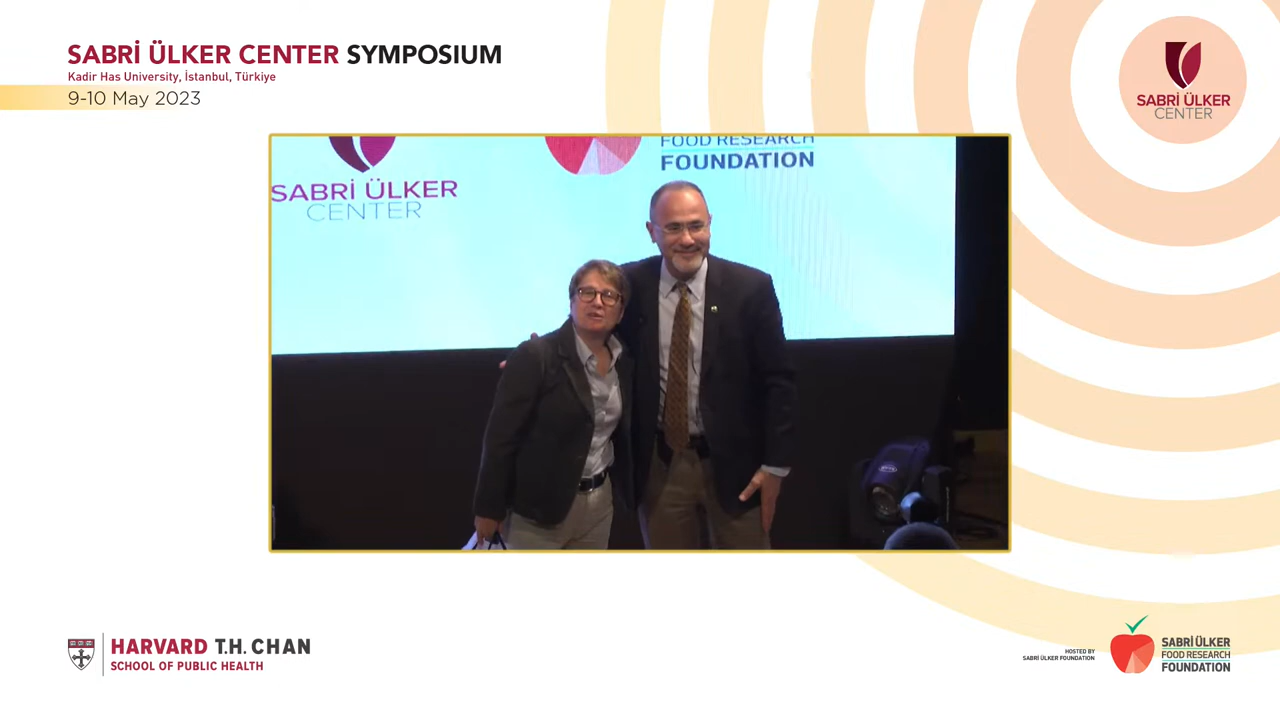 SABRİ ÜLKER CENTER SYMPOSIUM
Kadir Has University, İstanbul, Türkiye
9-10 May 2023
SABRİ ÜLKER
CENTER
SABRİ ÜLKER
CENTER
FOOD RESEARCH
FOUNDATION
HARVARD T.H. CHAN
SCHOOL OF PUBLIC HEALTH
HOSTED BY
SABRİ ÜLKER FOUNDATION
SABRİ ÜLKER
FOOD RESEARCH
FOUNDATION